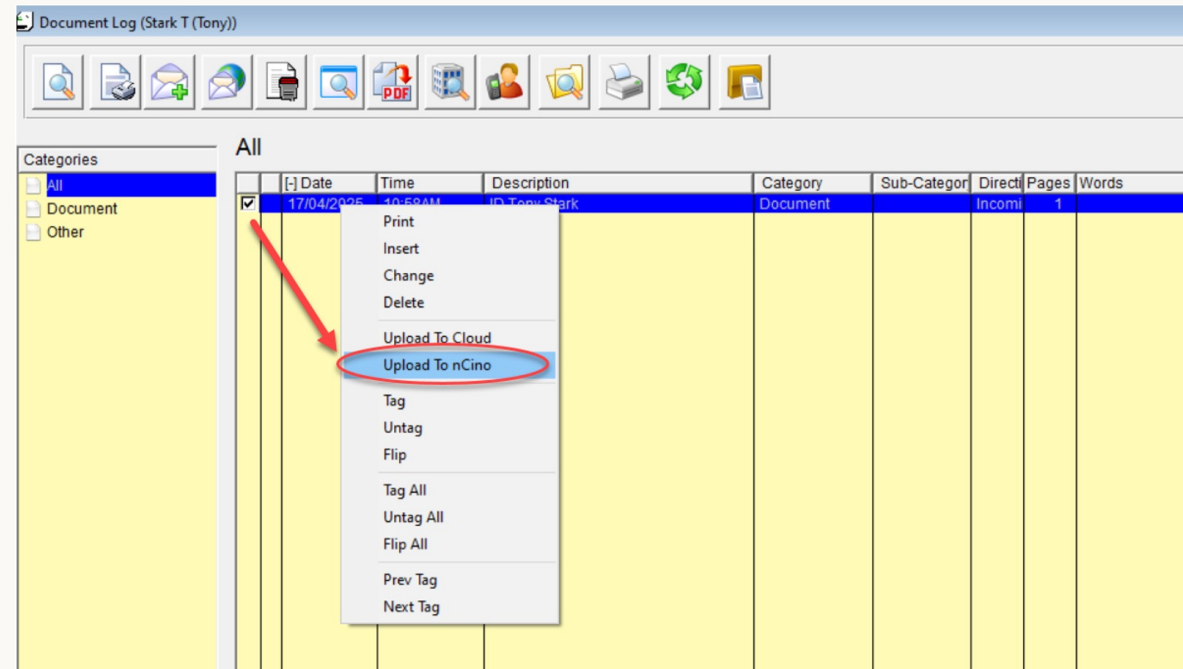 Document Log (Stark T (Tony))
PDF
Categories
All
Document
Other
All
[-] Date Time Description Category Sub-Categor Directi Pages Words
17/04/2025 10:58AM ID Tony Stark Document Incomi 1
Print
Insert
Change
Delete
Upload To Cloud
Upload To nCino
Tag
Untag
Flip
Tag All
Untag All
Flip All
Prev Tag
Next Tag